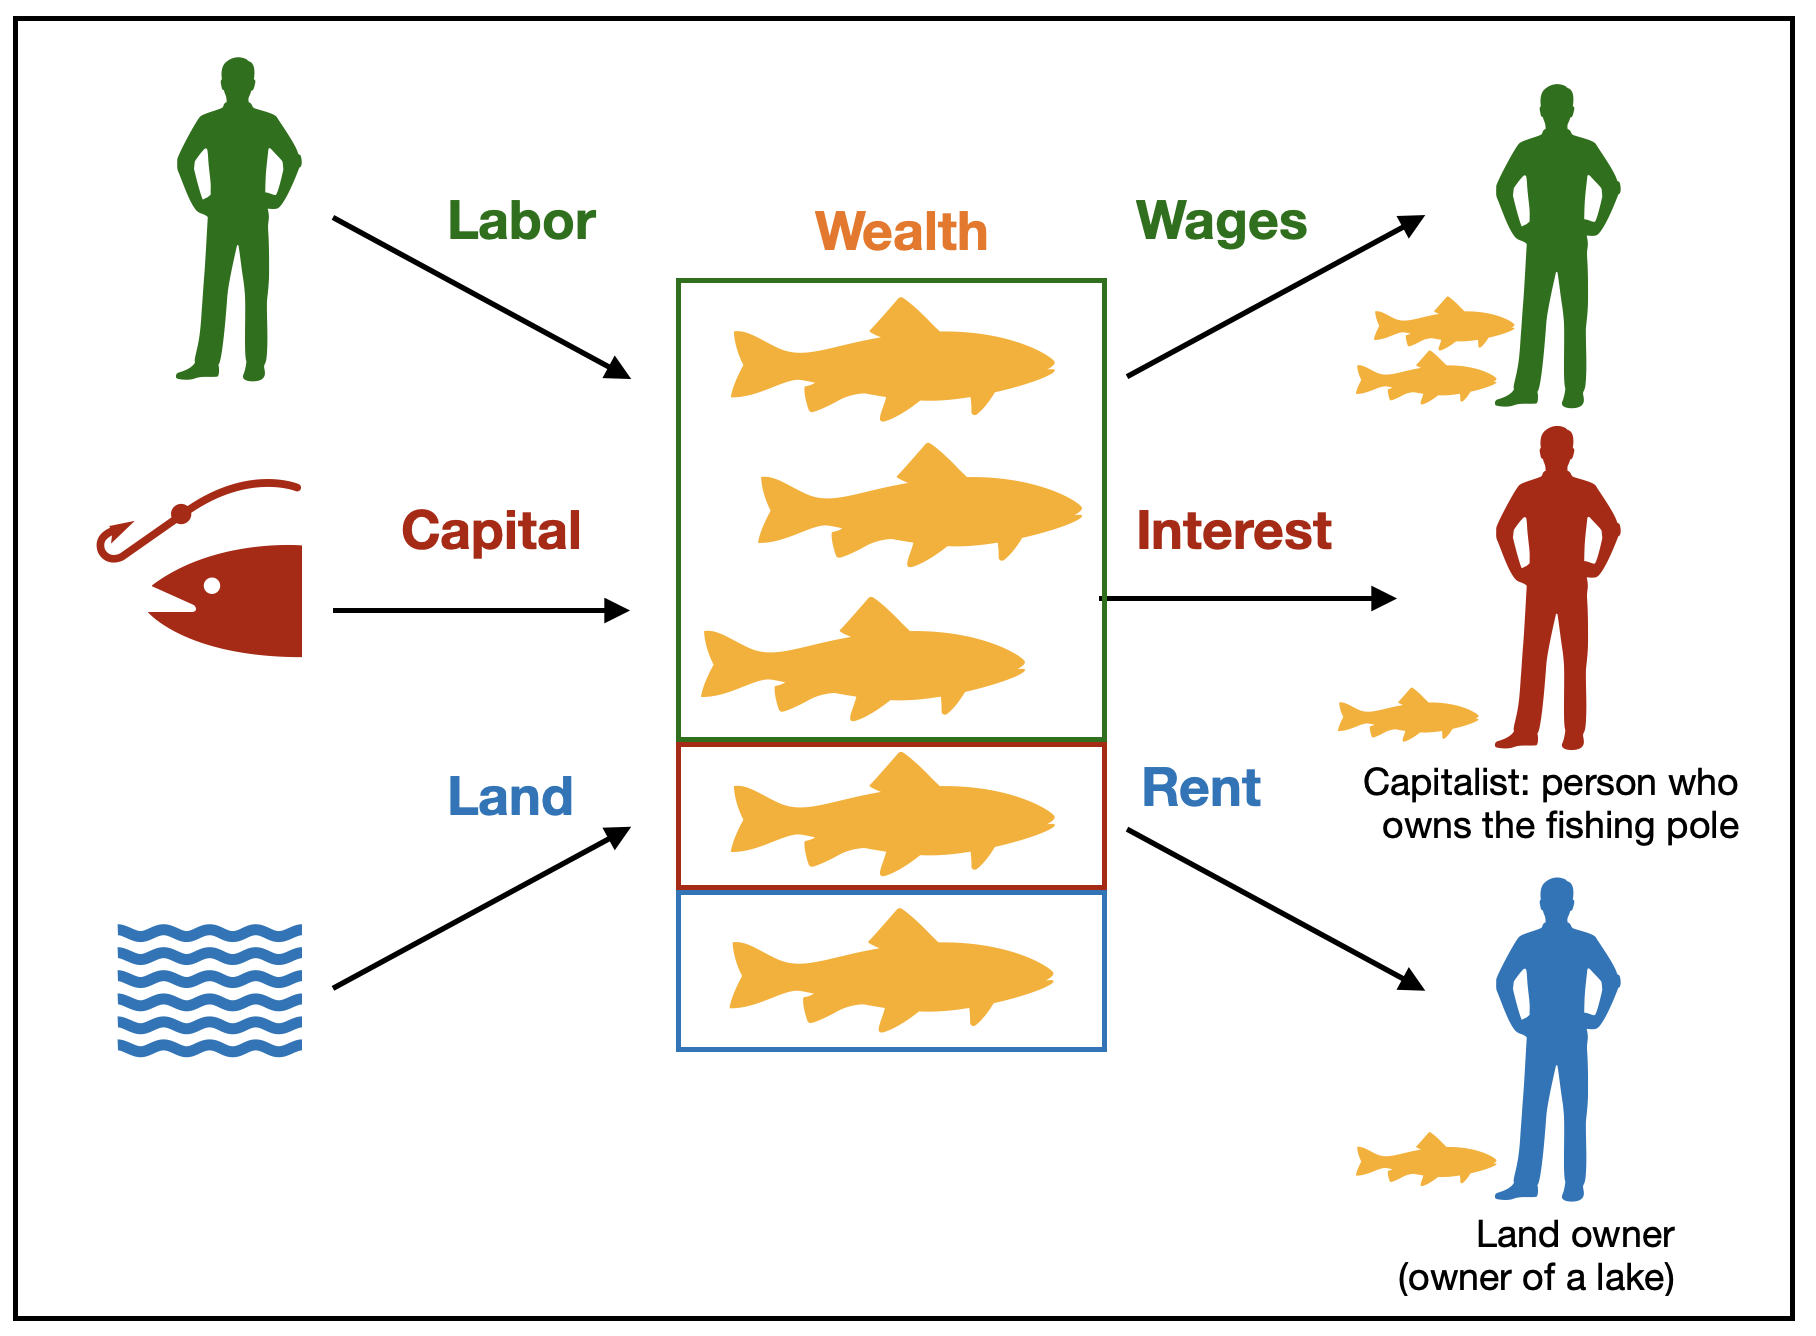 Labor
Wealth
Wages
Capital
Interest
Land
Rent
Capitalist: person who
owns the fishing pole
Land owner
(owner of a lake)